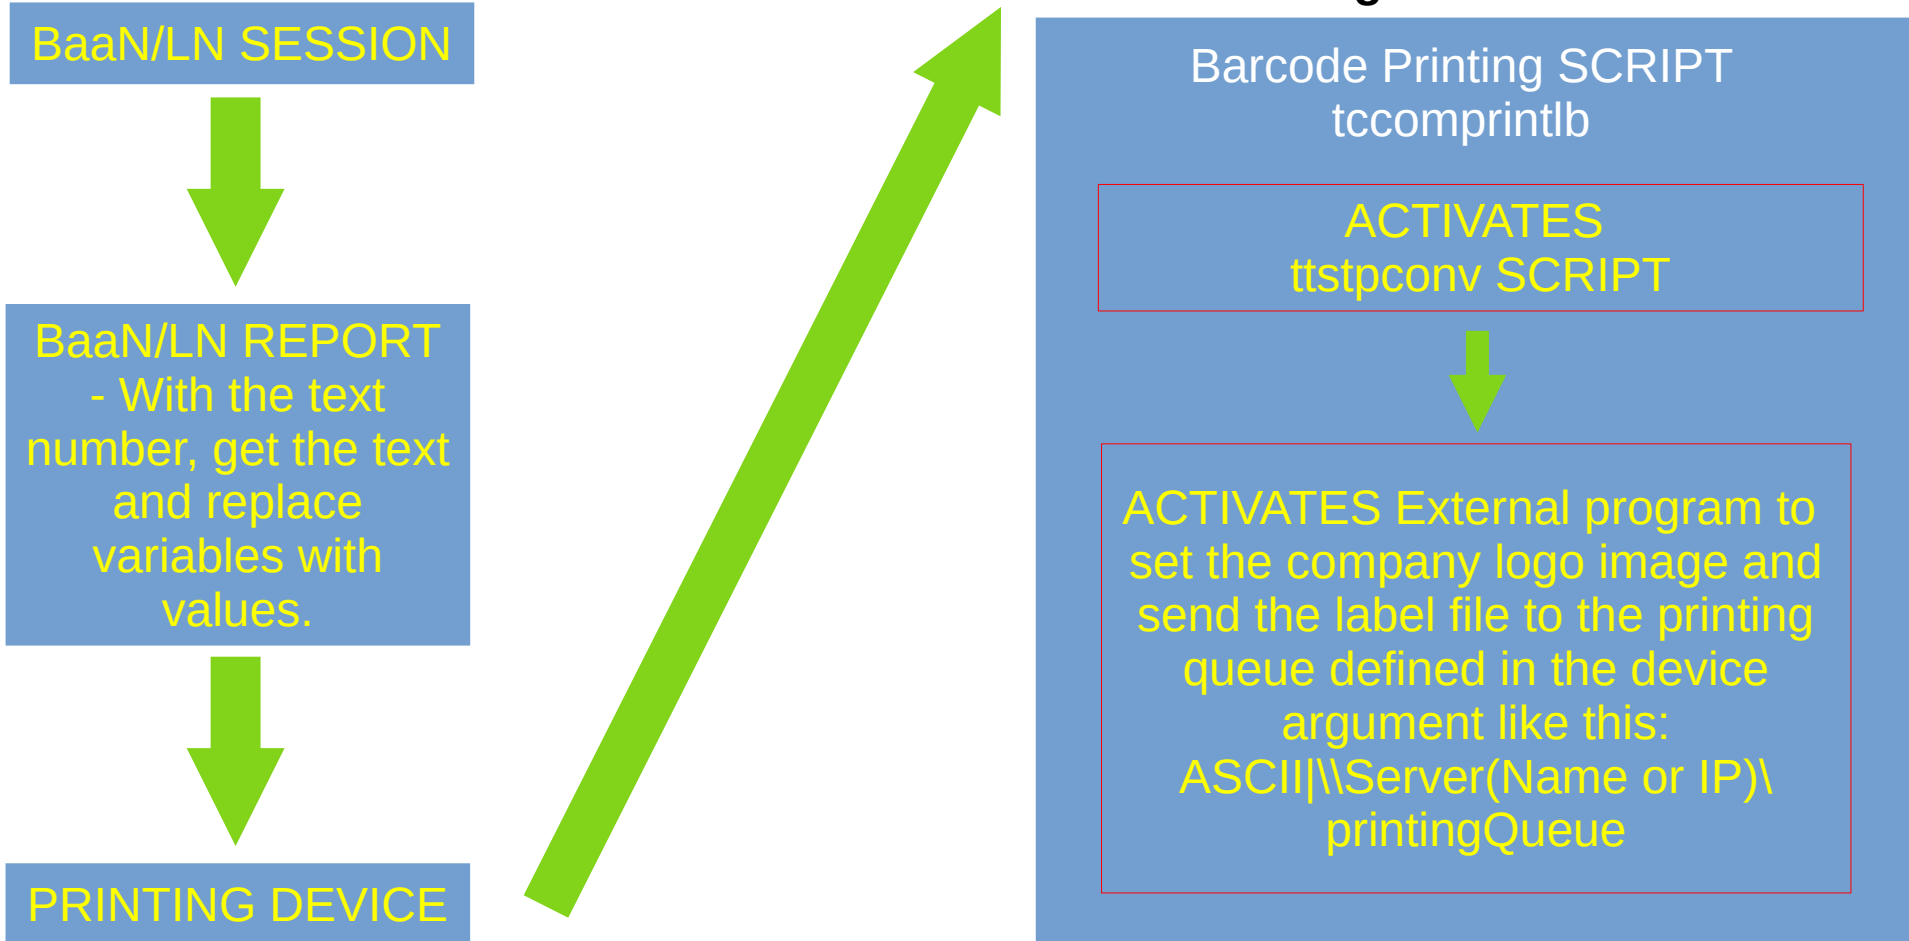 BaaN/LN SESSION
BaaN/LN REPORT
- With the text
number, get the text
and replace
variables with
values.
PRINTING DEVICE
Barcode Printing SCRIPT
tccomprintlb
ACTIVATES
ttstpconv SCRIPT
ACTIVATES External program to
set the company logo image and
send the label file to the printing
queue defined in the device
argument like this:
ASCII|\\Server(Name or IP)\
printingQueue